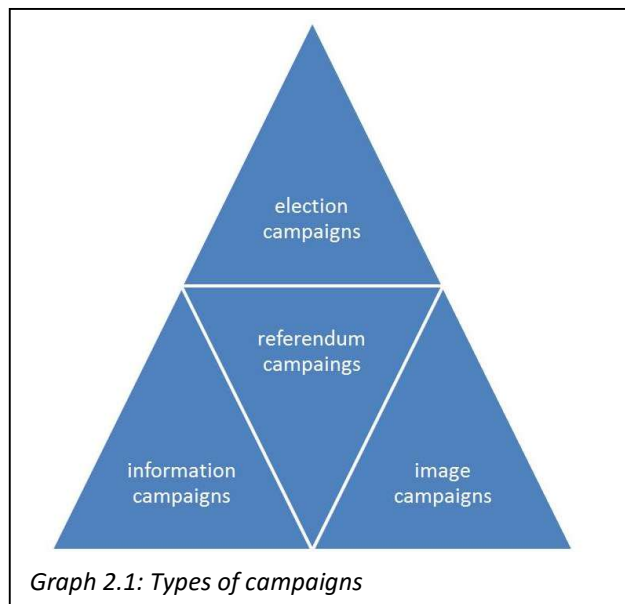 election
campaigns
referendum
campaings
information
campaigns
image
campaigns
Graph 2.1: Types of campaigns